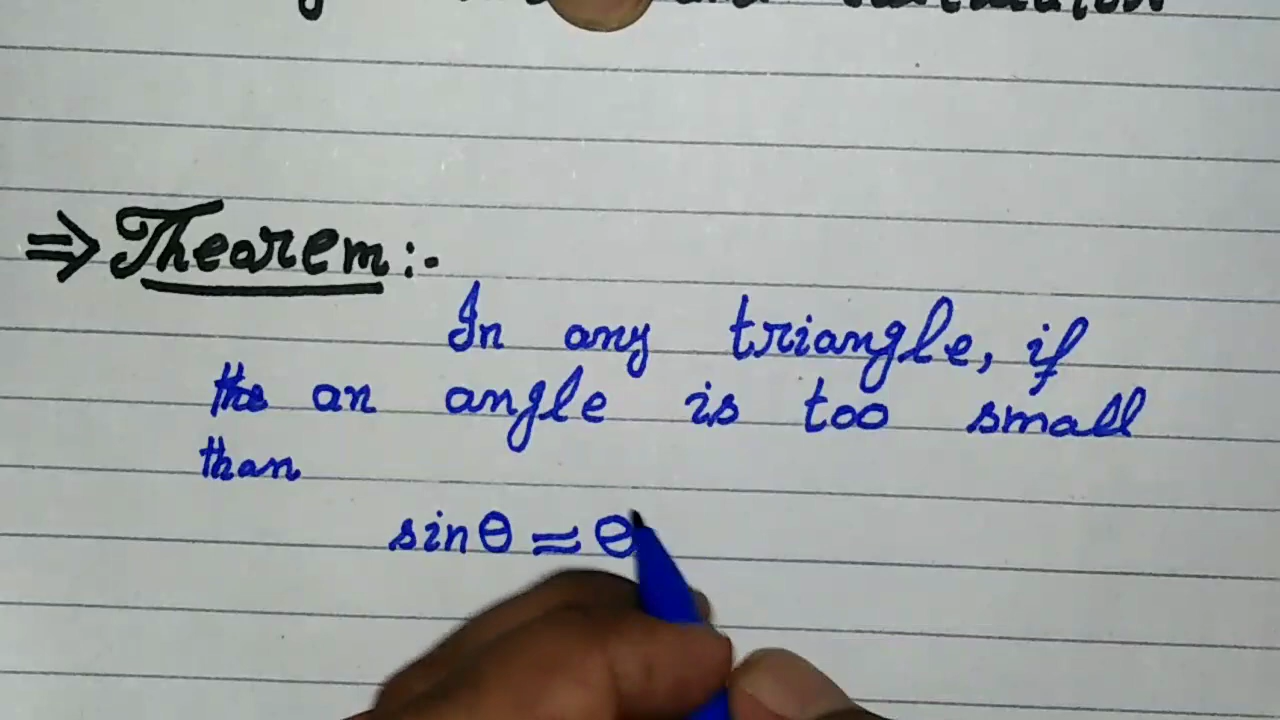 ⇒ Theorem:-
In any triangle, if
the an angle is too small
than
sinθ ≈ θ